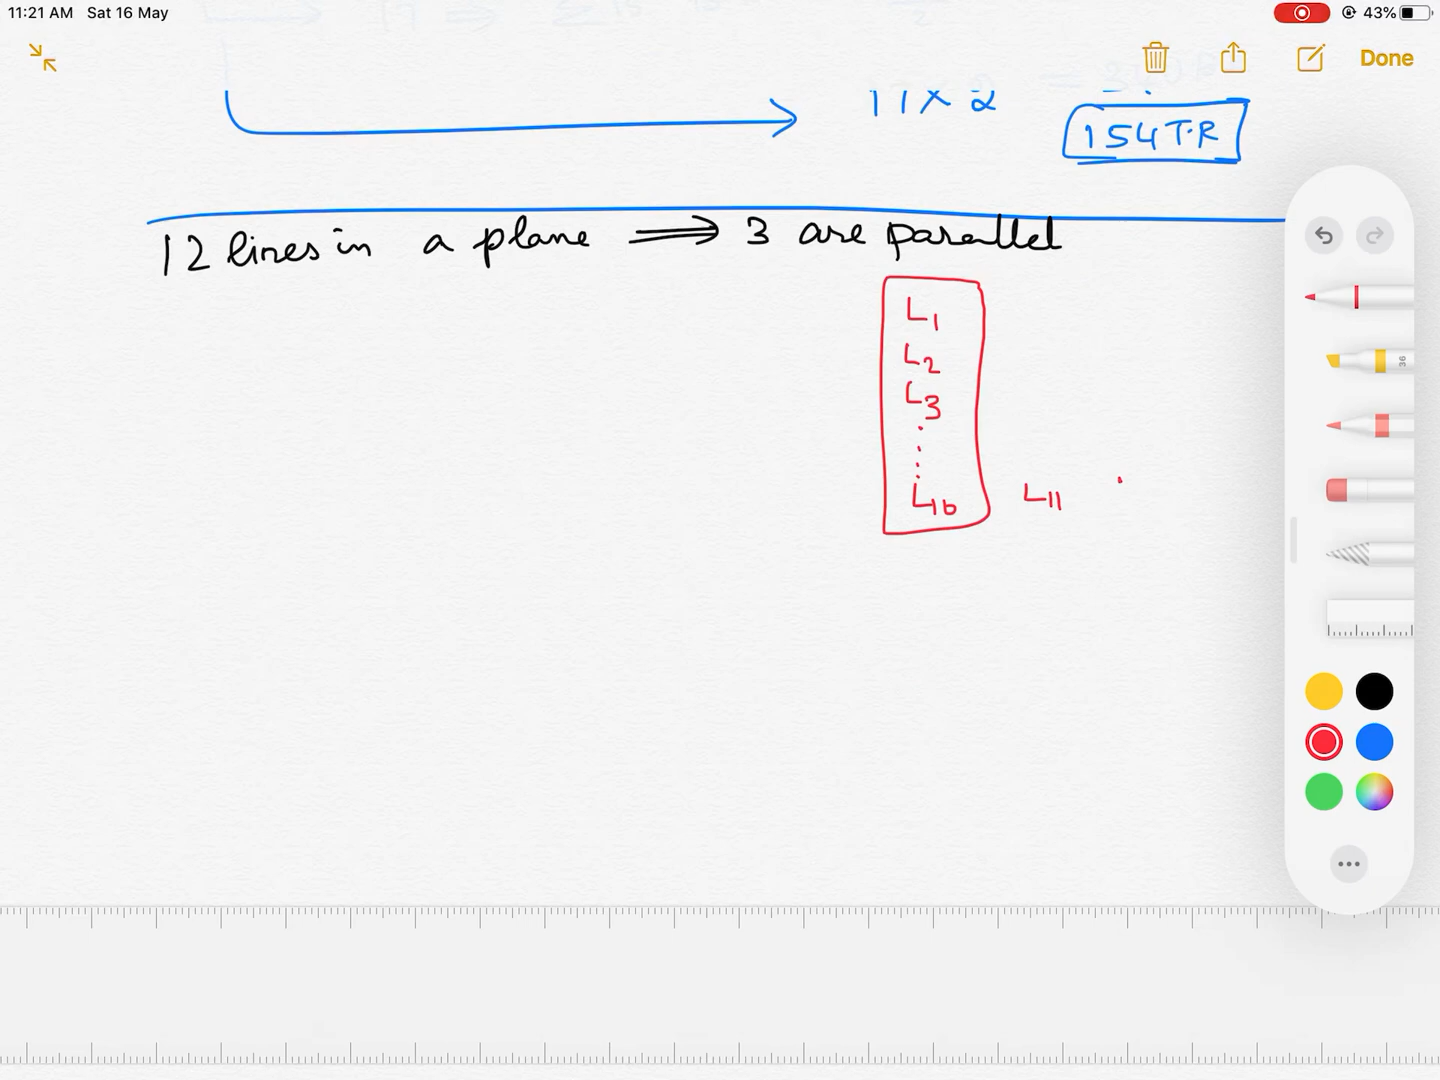 11:21 AM Sat 16 May 43%
Done
11 x 2
154 T.R
12 lines in a plane ⟹ 3 are parallel
L1
L2
L3
L10 L11
36